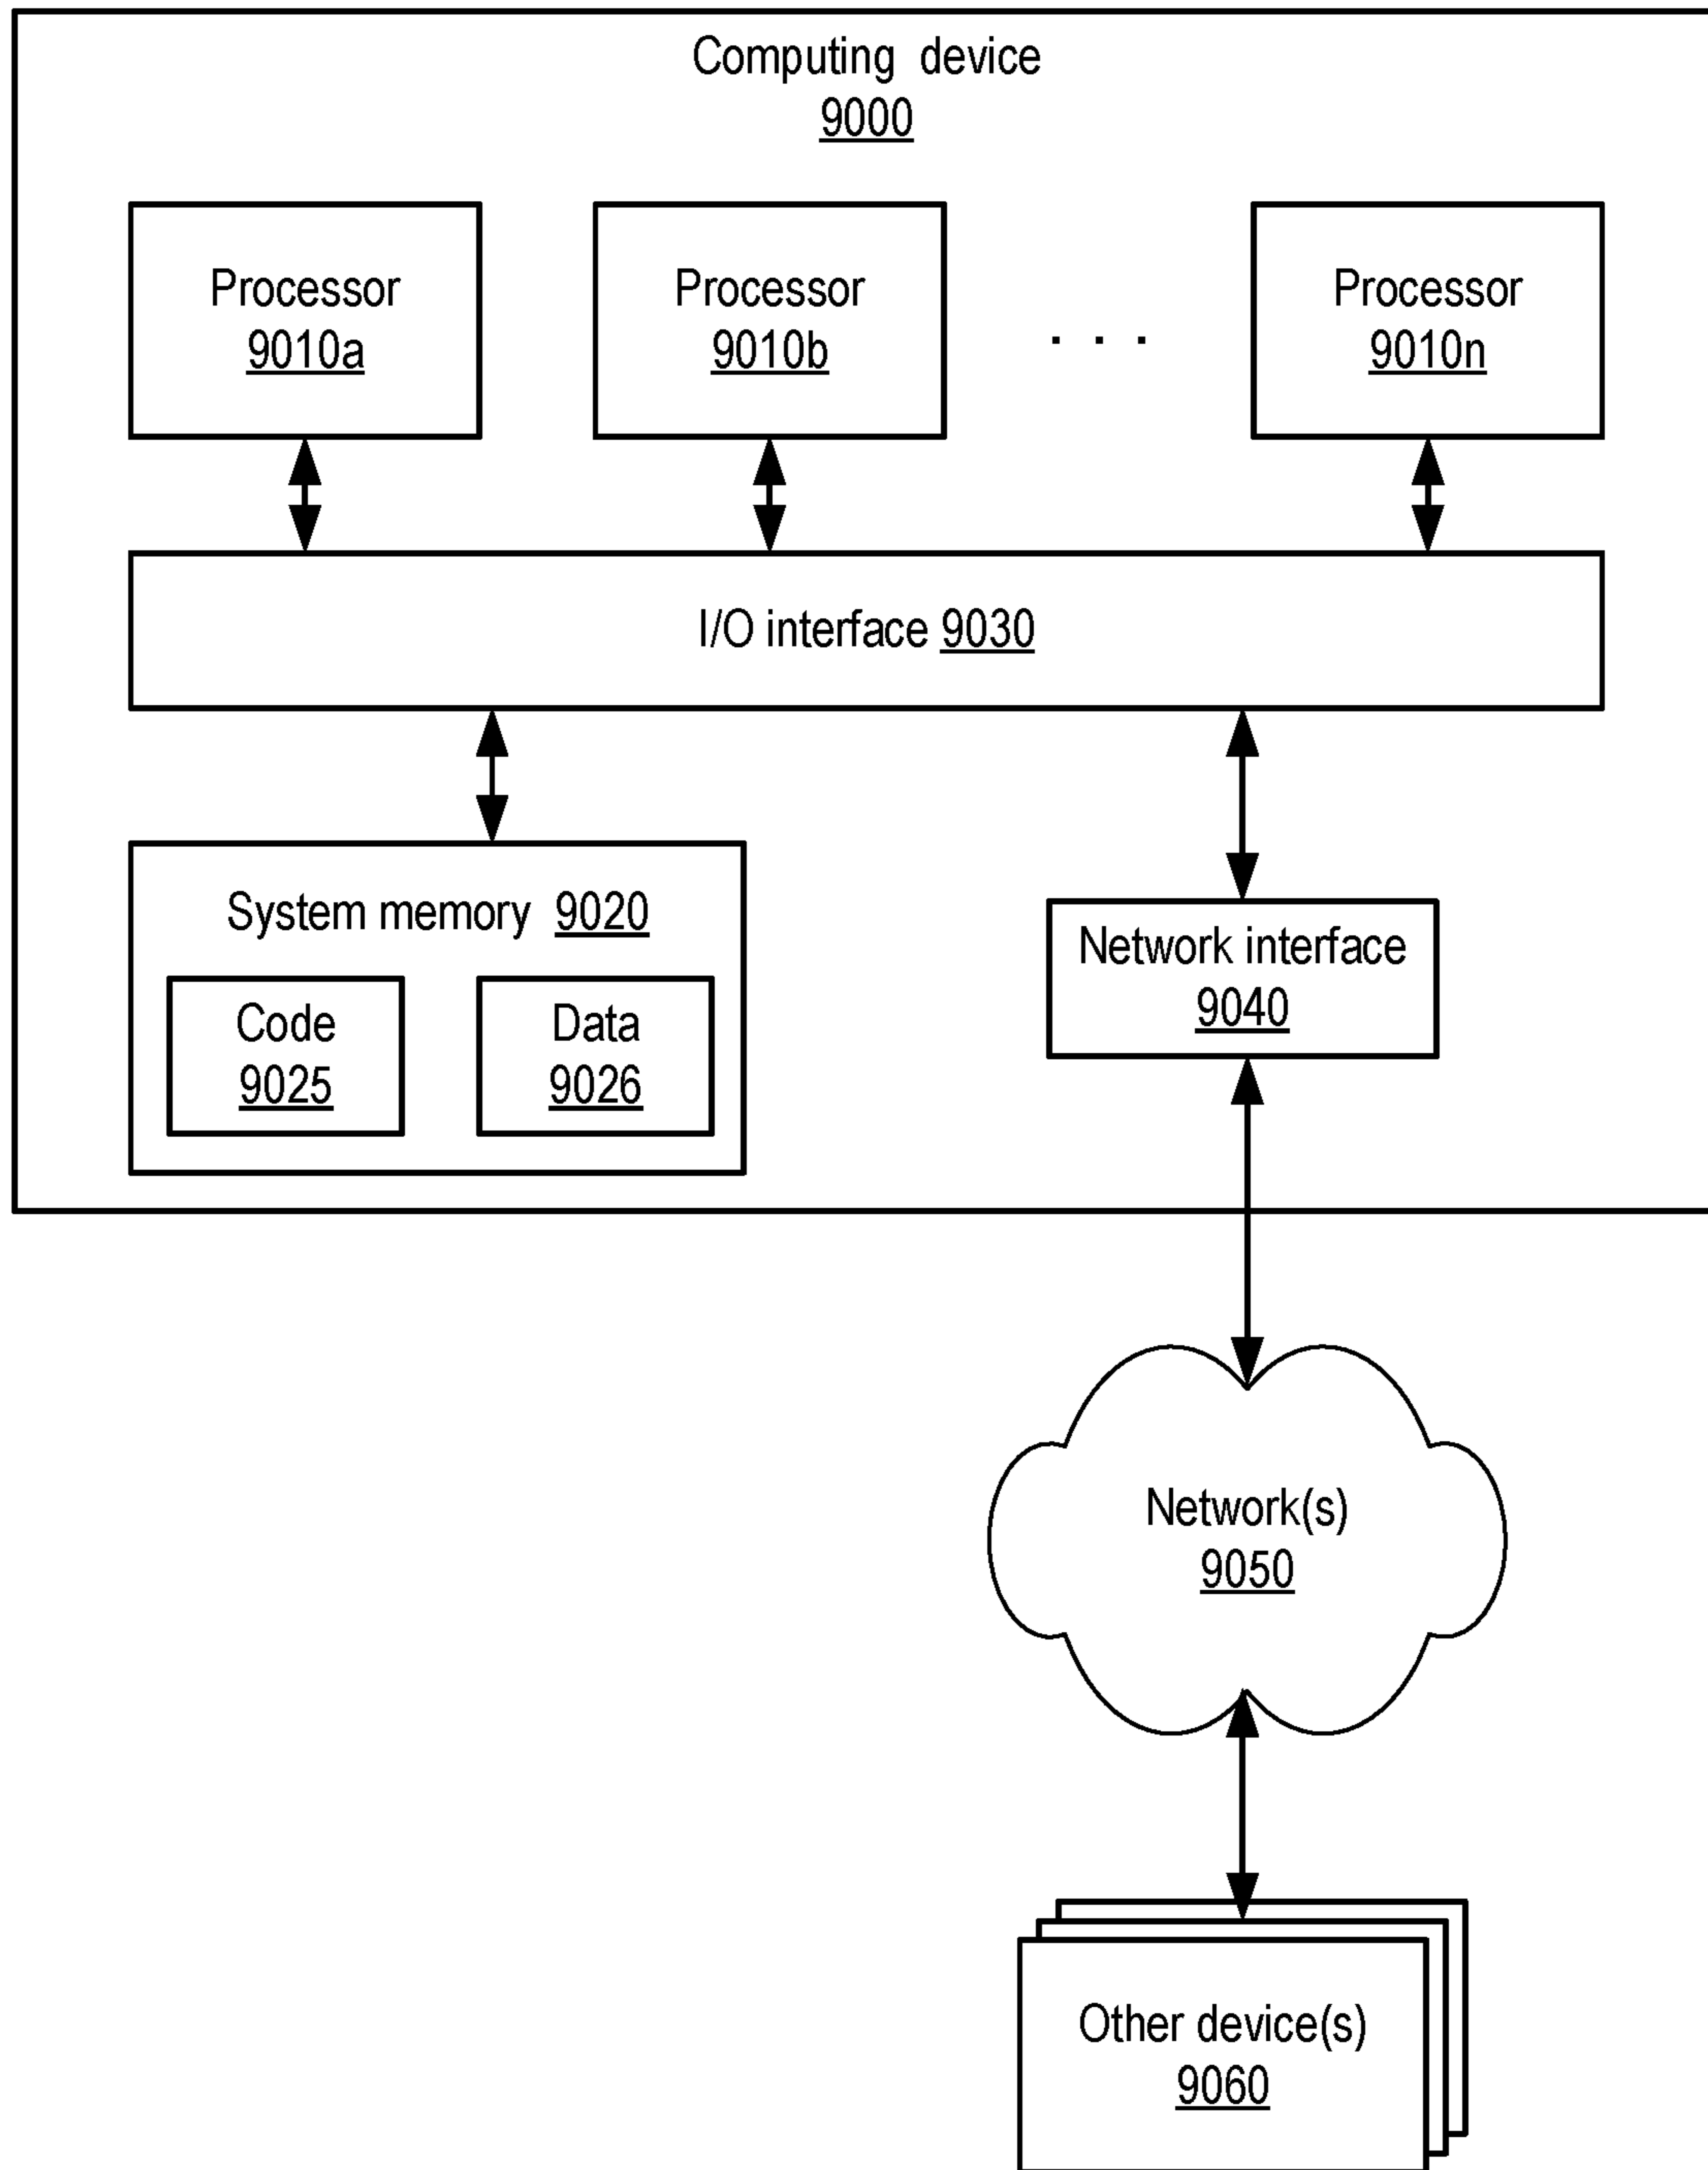 Computing device
9000
Processor
9010a
Processor
9010b
. . .
Processor
9010n
I/O interface 9030
System memory 9020
Code
9025
Data
9026
Network interface
9040
Network(s)
9050
Other device(s)
9060